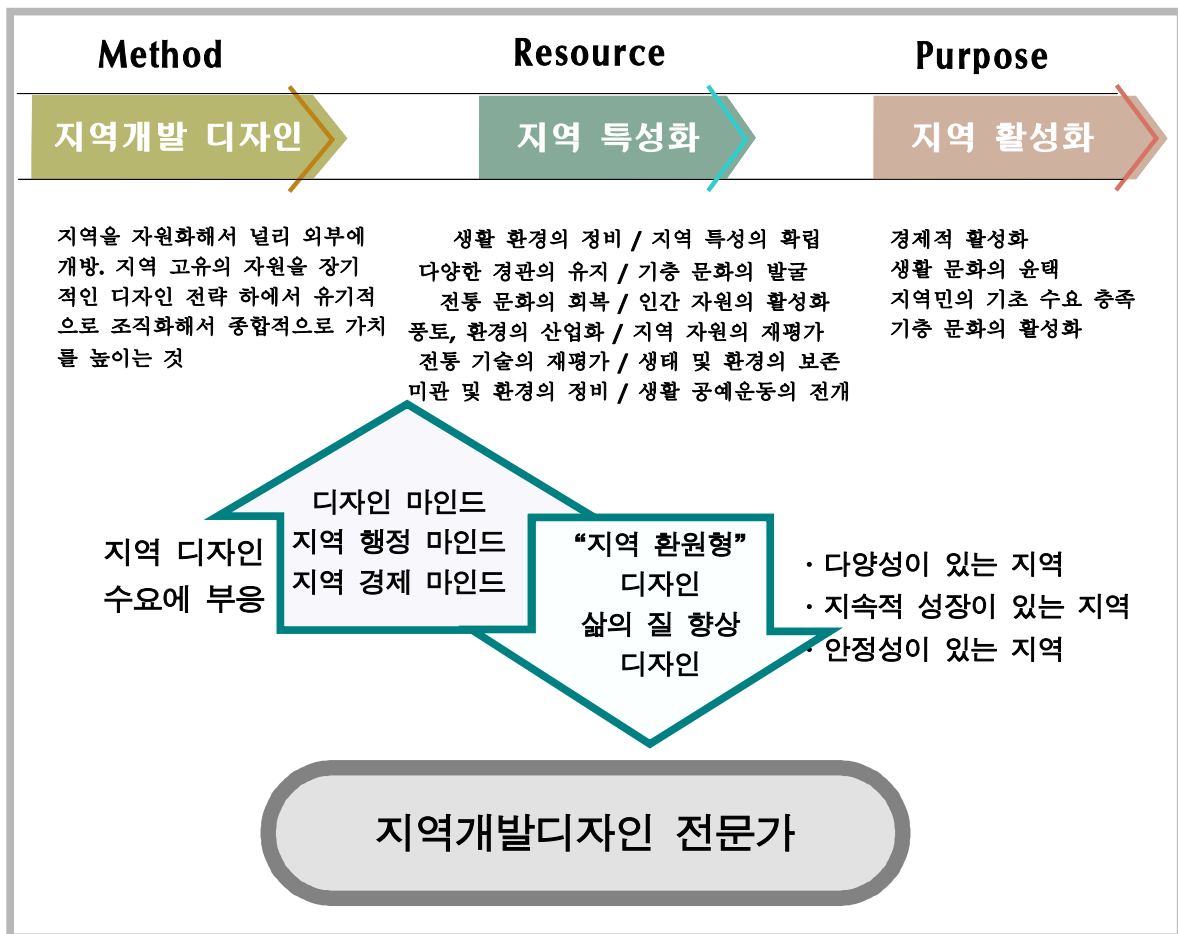 Method
Resource
Purpose
지역개발 디자인
지역 특성화
지역 활성화
지역을 자원화해서 널리 외부에
개방. 지역 고유의 자원을 장기
적인 디자인 전략 하에서 유기적
으로 조직화해서 종합적으로 가치
를 높이는 것
생활 환경의 정비 / 지역 특성의 확립
다양한 경관의 유지 / 기층 문화의 발굴
전통 문화의 회복 / 인간 자원의 활성화
풍토, 환경의 산업화 / 지역 자원의 재평가
전통 기술의 재평가 / 생태 및 환경의 보존
미관 및 환경의 정비 / 생활 공예운동의 전개
경제적 활성화
생활 문화의 윤택
지역민의 기초 수요 충족
기층 문화의 활성화
지역 디자인
수요에 부응
디자인 마인드
지역 행정 마인드
지역 경제 마인드
“지역 환원형”
디자인
삶의 질 향상
디자인
· 다양성이 있는 지역
· 지속적 성장이 있는 지역
· 안정성이 있는 지역
지역개발디자인 전문가